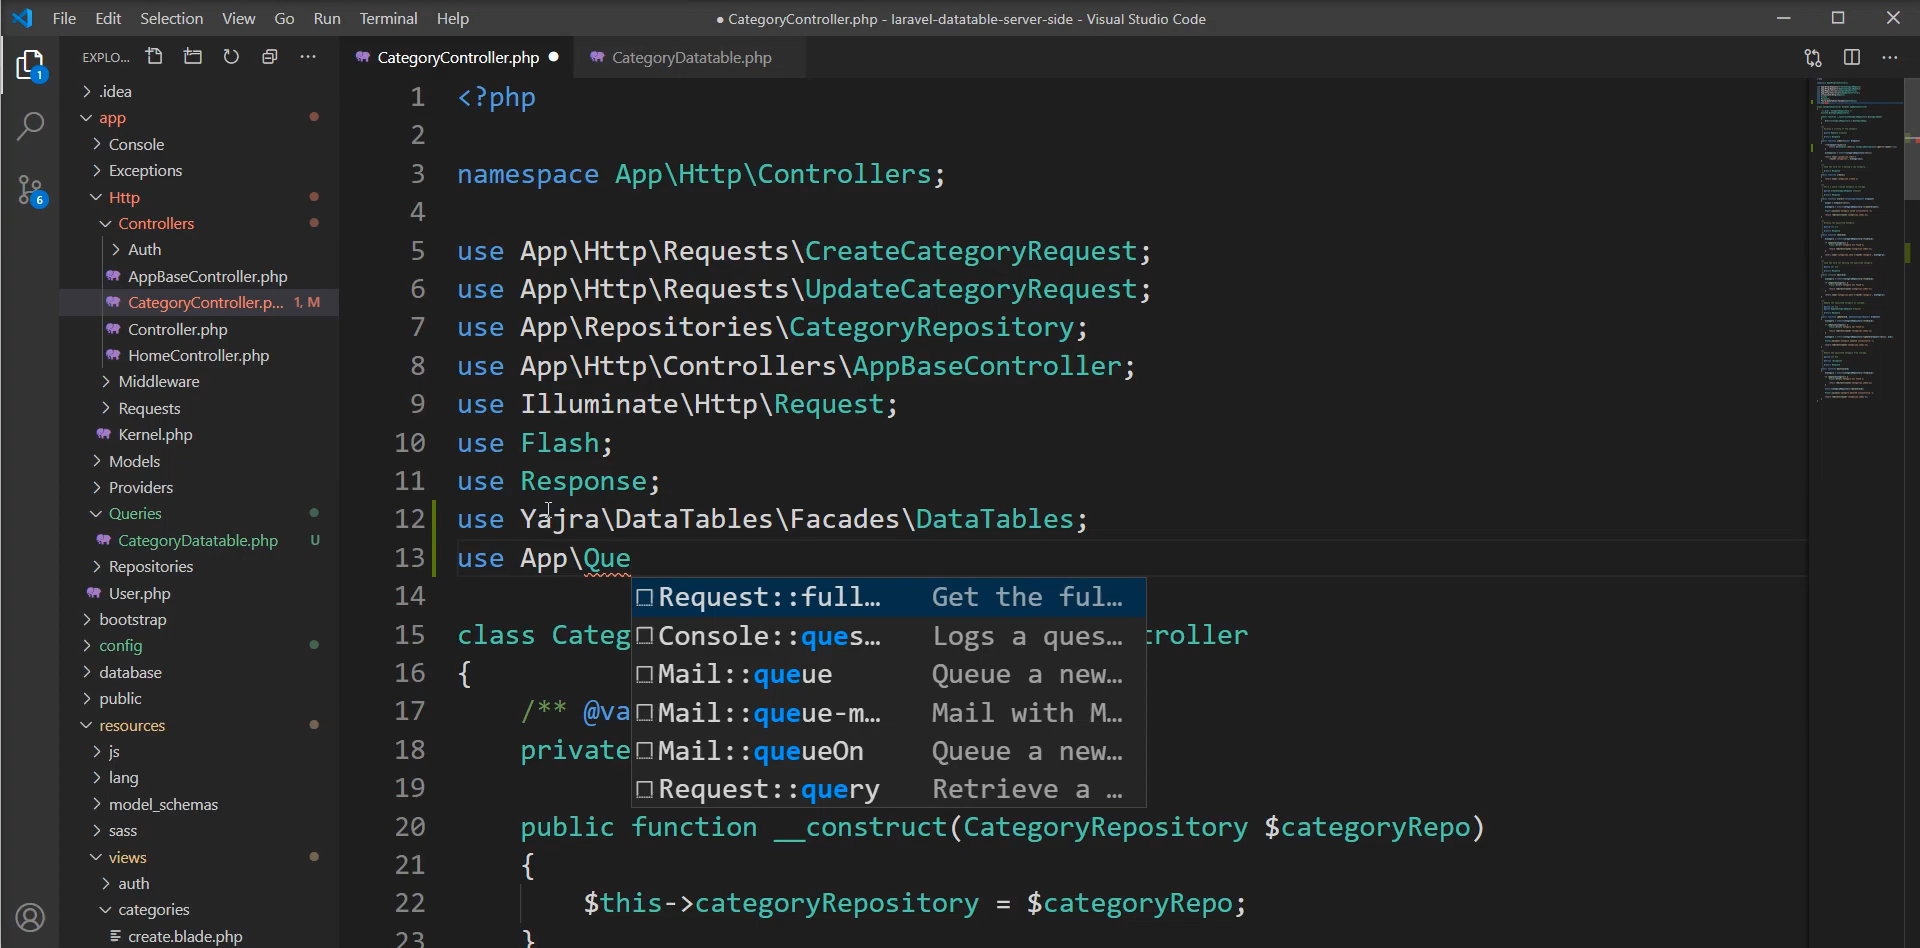 File Edit Selection View Go Run Terminal Help
● CategoryController.php - laravel-datatable-server-side - Visual Studio Code
EXPLO...
CategoryController.php
CategoryDatatable.php
1
6
.idea
app
Console
Exceptions
Http
Controllers
Auth
AppBaseController.php
CategoryController.p... 1, M
Controller.php
HomeController.php
Middleware
Requests
Kernel.php
Models
Providers
Queries
CategoryDatatable.php U
Repositories
User.php
bootstrap
config
database
public
resources
js
lang
model_schemas
sass
views
auth
categories
create.blade.php
1 <?php
2
3 namespace App\Http\Controllers;
4
5 use App\Http\Requests\CreateCategoryRequest;
6 use App\Http\Requests\UpdateCategoryRequest;
7 use App\Repositories\CategoryRepository;
8 use App\Http\Controllers\AppBaseController;
9 use Illuminate\Http\Request;
10 use Flash;
11 use Response;
12 use Yajra\DataTables\Facades\DataTables;
13 use App\Que
14 Request::full... Get the ful...
Console::ques... Logs a ques...
15 class Categ troller
16 { Mail::queue Queue a new...
17 /** @va Mail::queue-m... Mail with M...
18 private Mail::queueOn Queue a new...
19 Request::query Retrieve a ...
20 public function __construct(CategoryRepository $categoryRepo)
21 {
22 $this->categoryRepository = $categoryRepo;
23 }